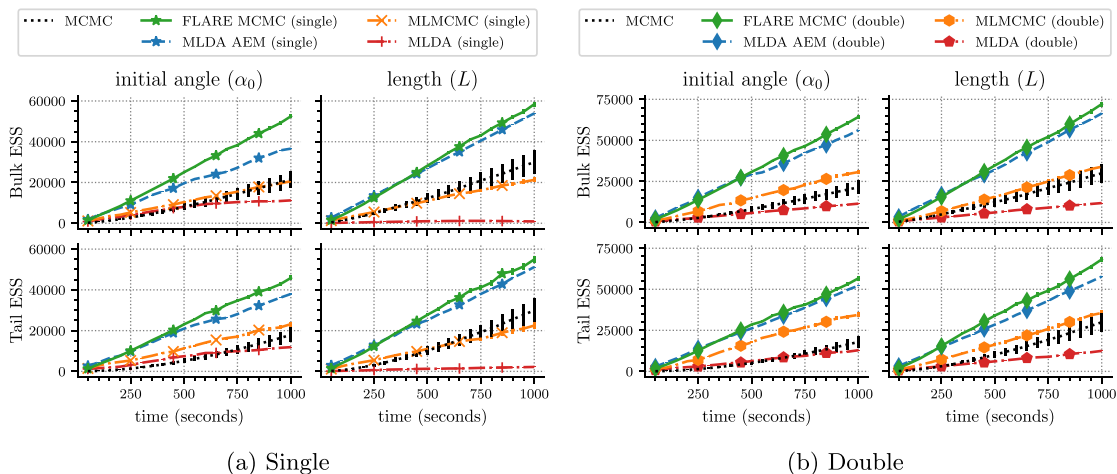 MCMC FLARE MCMC (single) MLMCMC (single)
MLDA AEM (single) MLDA (single)
initial angle (α₀) length (L)
Bulk ESS
60000
40000
20000
0
Tail ESS
60000
40000
20000
0
0 250 500 750 1000 0 250 500 750 1000
time (seconds) time (seconds)
(a) Single
MCMC FLARE MCMC (double) MLMCMC (double)
MLDA AEM (double) MLDA (double)
initial angle (α₀) length (L)
Bulk ESS
75000
50000
25000
0
Tail ESS
75000
50000
25000
0
0 250 500 750 1000 0 250 500 750 1000
time (seconds) time (seconds)
(b) Double